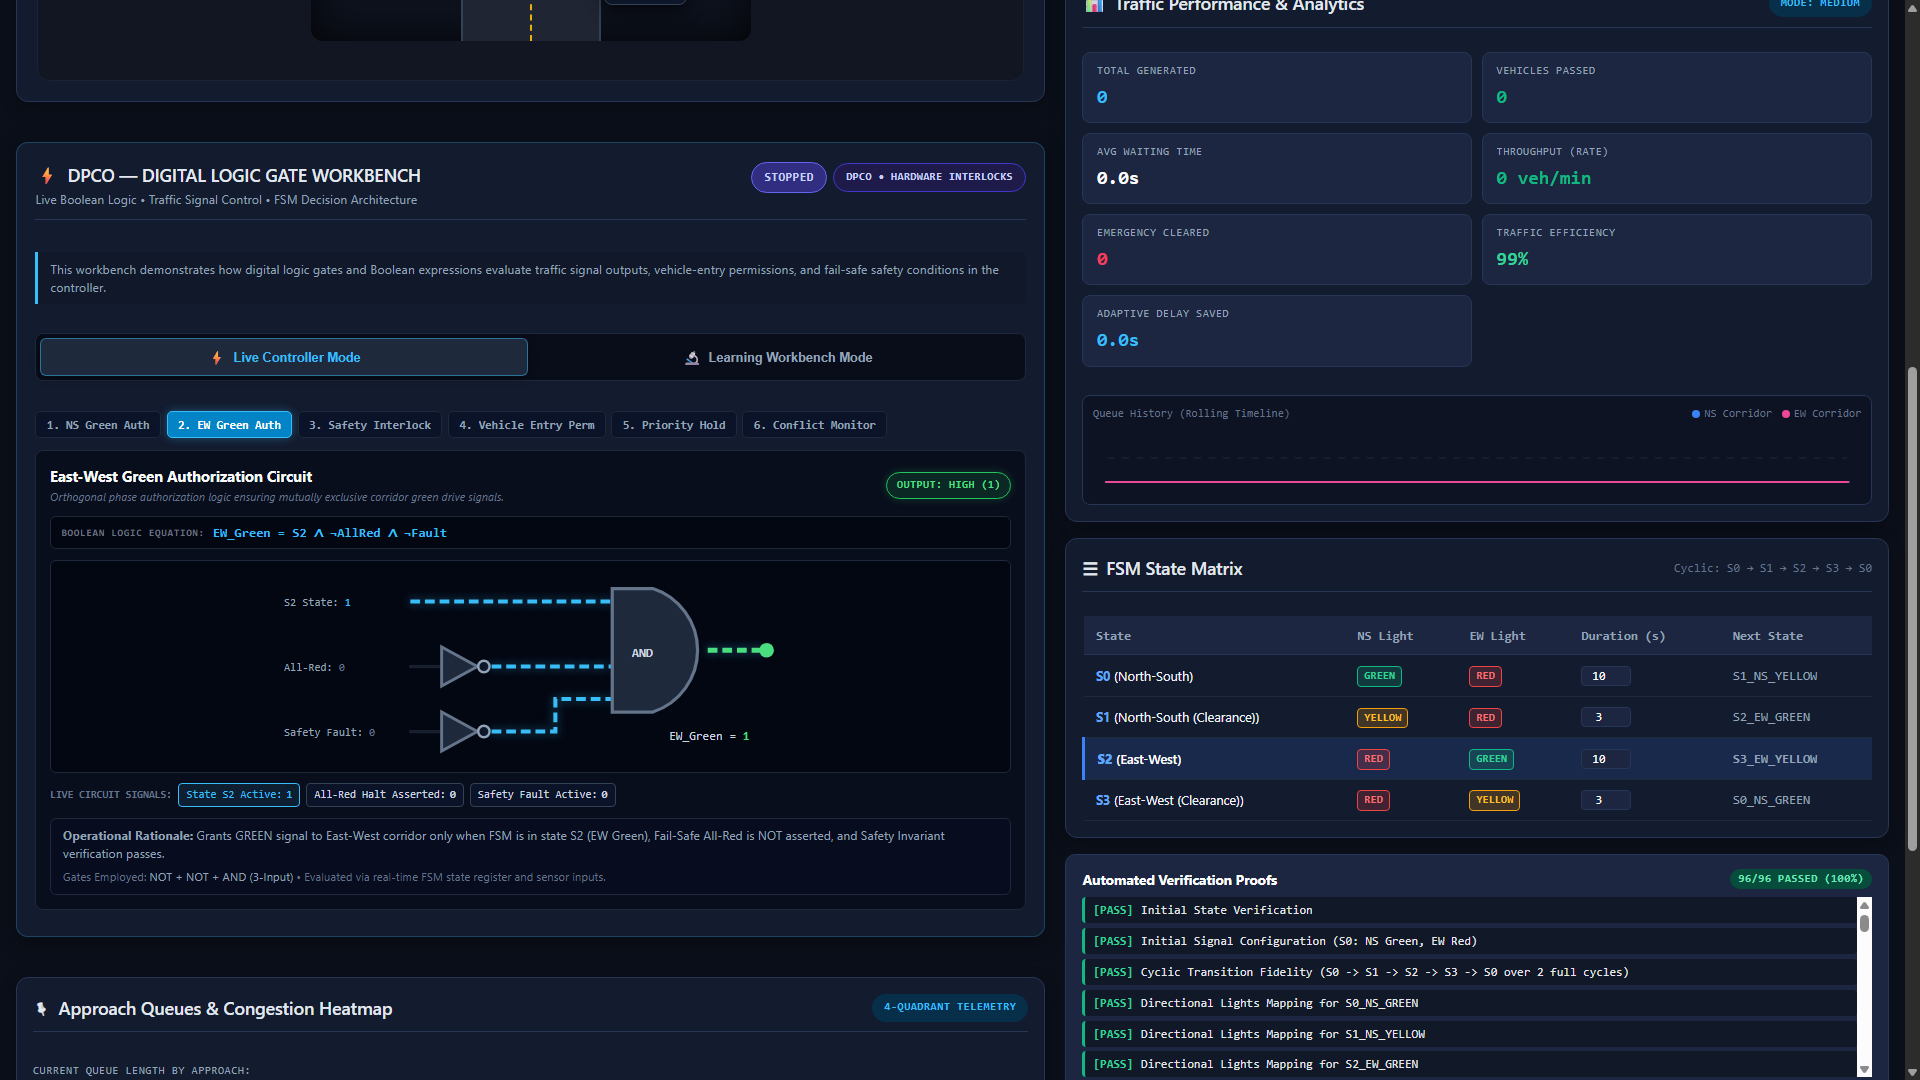 DPCO — DIGITAL LOGIC GATE WORKBENCH
STOPPED
DPCO • HARDWARE INTERLOCKS
Live Boolean Logic • Traffic Signal Control • FSM Decision Architecture
This workbench demonstrates how digital logic gates and Boolean expressions evaluate traffic signal outputs, vehicle-entry permissions, and fail-safe safety conditions in the
controller.
Live Controller Mode
Learning Workbench Mode
1. NS Green Auth
2. EW Green Auth
3. Safety Interlock
4. Vehicle Entry Perm
5. Priority Hold
6. Conflict Monitor
East-West Green Authorization Circuit
OUTPUT: HIGH (1)
Orthogonal phase authorization logic ensuring mutually exclusive corridor green drive signals.
BOOLEAN LOGIC EQUATION: EW_Green = S2 ∧ ¬AllRed ∧ ¬Fault
S2 State: 1
AND
All-Red: 0
Safety Fault: 0
EW_Green = 1
LIVE CIRCUIT SIGNALS: State S2 Active: 1 All-Red Halt Asserted: 0 Safety Fault Active: 0
Operational Rationale: Grants GREEN signal to East-West corridor only when FSM is in state S2 (EW Green), Fail-Safe All-Red is NOT asserted, and Safety Invariant
verification passes.
Gates Employed: NOT + NOT + AND (3-Input) • Evaluated via real-time FSM state register and sensor inputs.
Approach Queues & Congestion Heatmap
4-QUADRANT TELEMETRY
CURRENT QUEUE LENGTH BY APPROACH:
Traffic Performance & Analytics
MODE: MEDIUM
TOTAL GENERATED
0
VEHICLES PASSED
0
AVG WAITING TIME
0.0s
THROUGHPUT (RATE)
0 veh/min
EMERGENCY CLEARED
0
TRAFFIC EFFICIENCY
99%
ADAPTIVE DELAY SAVED
0.0s
Queue History (Rolling Timeline)
NS Corridor
EW Corridor
FSM State Matrix
Cyclic: S0 → S1 → S2 → S3 → S0
State NS Light EW Light Duration (s) Next State
S0 (North-South) GREEN RED 10 S1_NS_YELLOW
S1 (North-South (Clearance)) YELLOW RED 3 S2_EW_GREEN
S2 (East-West) RED GREEN 10 S3_EW_YELLOW
S3 (East-West (Clearance)) RED YELLOW 3 S0_NS_GREEN
Automated Verification Proofs
96/96 PASSED (100%)
[PASS] Initial State Verification
[PASS] Initial Signal Configuration (S0: NS Green, EW Red)
[PASS] Cyclic Transition Fidelity (S0 -> S1 -> S2 -> S3 -> S0 over 2 full cycles)
[PASS] Directional Lights Mapping for S0_NS_GREEN
[PASS] Directional Lights Mapping for S1_NS_YELLOW
[PASS] Directional Lights Mapping for S2_EW_GREEN